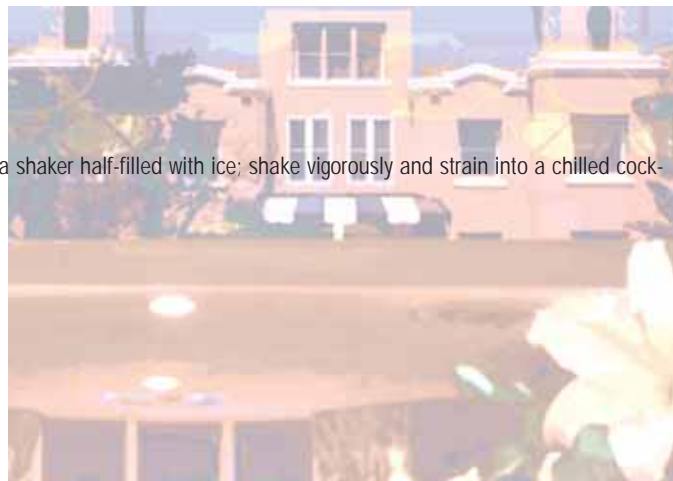 a shaker half-filled with ice; shake vigorously and strain into a chilled cock-